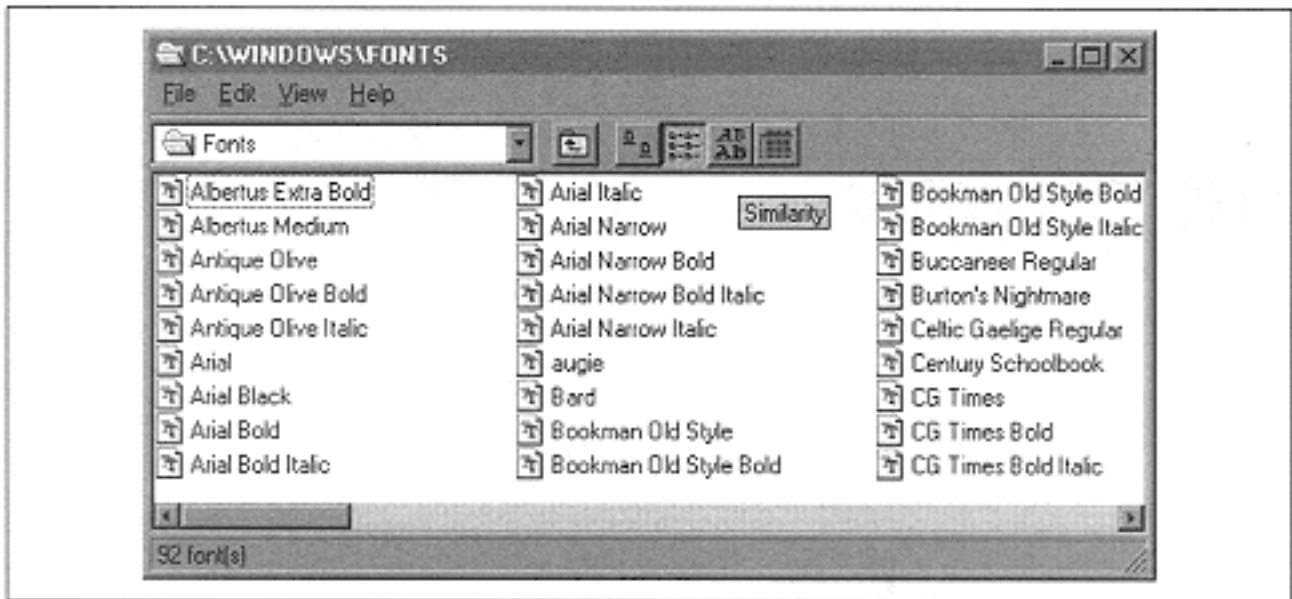 C:\WINDOWS\FONTS
File Edit View Help
Fonts
AB
AB
Similarity
Albertus Extra Bold
Albertus Medium
Antique Olive
Antique Olive Bold
Antique Olive Italic
Arial
Arial Black
Arial Bold
Arial Bold Italic
Arial Italic
Arial Narrow
Arial Narrow Bold
Arial Narrow Bold Italic
Arial Narrow Italic
augie
Bard
Bookman Old Style
Bookman Old Style Bold
Bookman Old Style Bold
Bookman Old Style Italic
Buccaneer Regular
Burton's Nightmare
Celtic Gaelige Regular
Century Schoolbook
CG Times
CG Times Bold
CG Times Bold Italic
92 font(s)